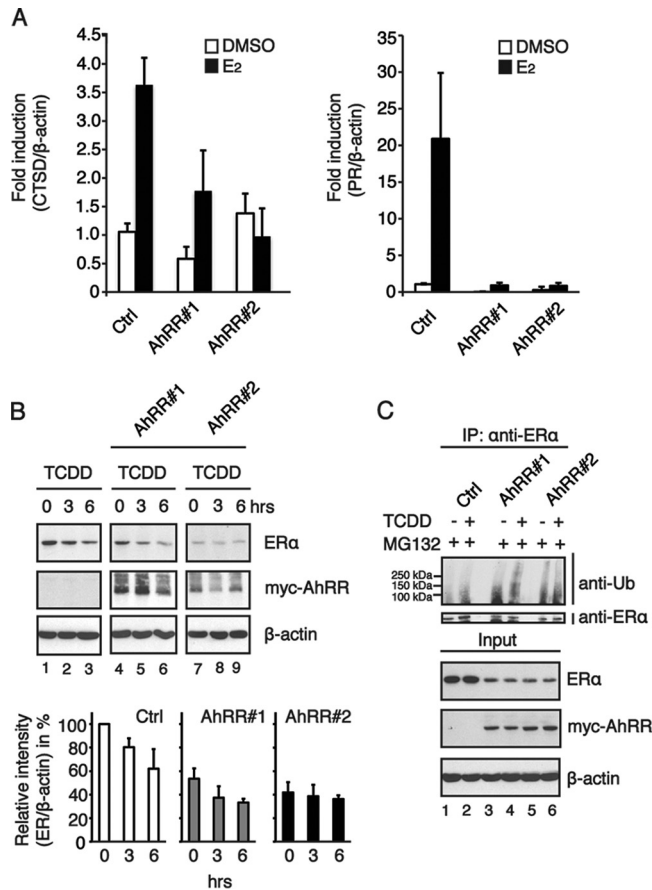 A
Fold induction
(CTSD/β-actin)
4.5
4.0
3.5
3.0
2.5
2.0
1.5
1.0
0.5
0
DMSO
E2
Ctrl
AhRR#1
AhRR#2
Fold induction
(PR/β-actin)
35
30
25
20
15
10
5
0
DMSO
E2
Ctrl
AhRR#1
AhRR#2
B
AhRR#1
AhRR#2
TCDD TCDD TCDD
0 3 6 0 3 6 0 3 6 hrs
ERα
myc-AhRR
β-actin
1 2 3 4 5 6 7 8 9
Relative intensity
(ER/β-actin) in %
100
80
60
40
20
0
Ctrl AhRR#1 AhRR#2
0 3 6 0 3 6 0 3 6
hrs
C
IP: αnti-ERα
Ctrl AhRR#1 AhRR#2
TCDD - + - + - +
MG132 + + + + + +
250 kDa
150 kDa
100 kDa
anti-Ub
anti-ERα
Input
ERα
myc-AhRR
β-actin
1 2 3 4 5 6